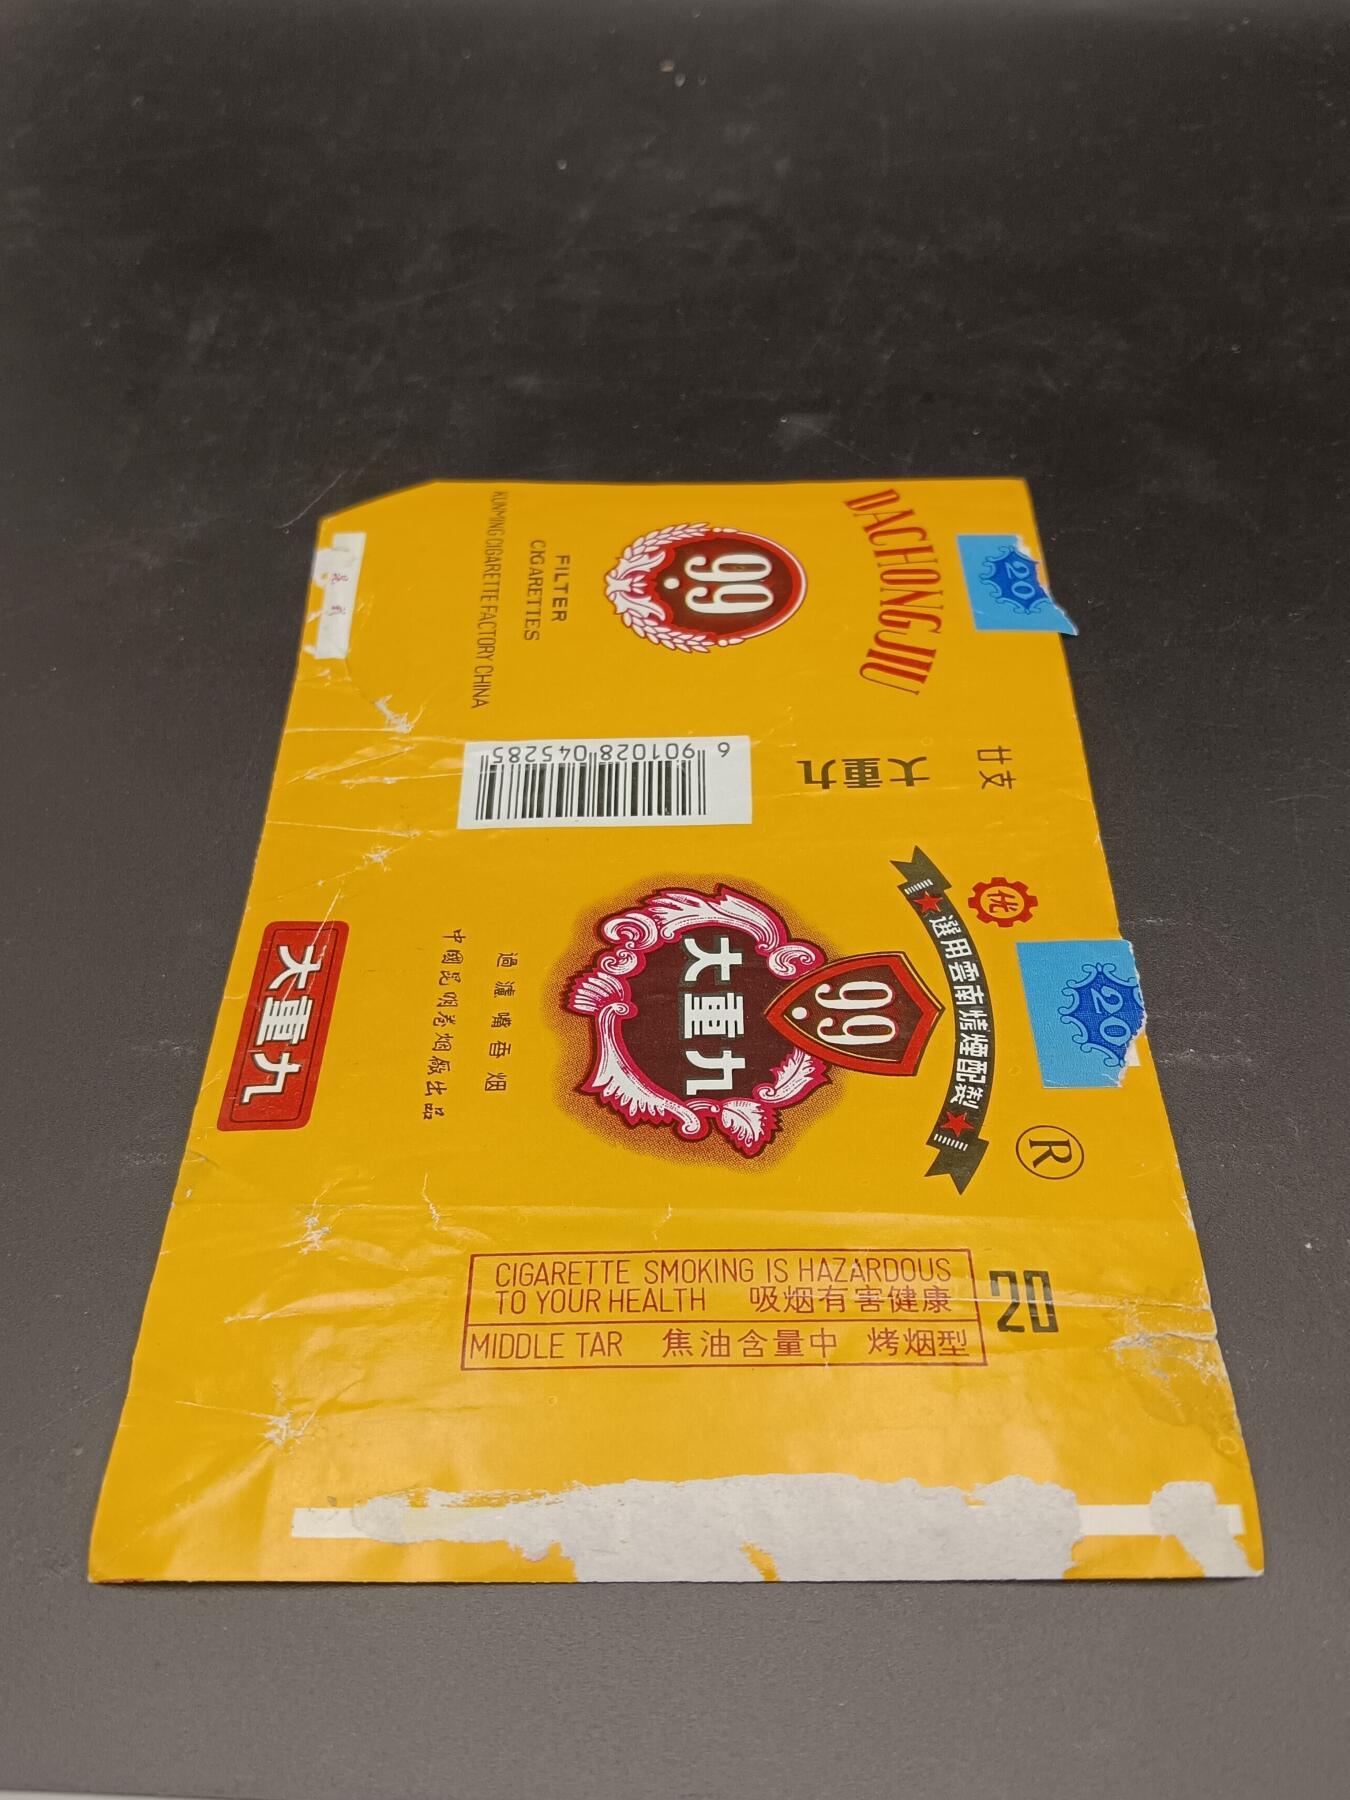 DACHONGJIU
20
99
FILTER
CIGARETTES
KUNMING CIGARETTE FACTORY CHINA
廿支
大重九
6 901028 045285
20
优
選用雲南烤煙配製
R
99
大重九
過濾嘴香烟
中國昆明卷烟廠出品
大重九
20
CIGARETTE SMOKING IS HAZARDOUS
TO YOUR HEALTH 吸烟有害健康
MIDDLE TAR 焦油含量中 烤烟型